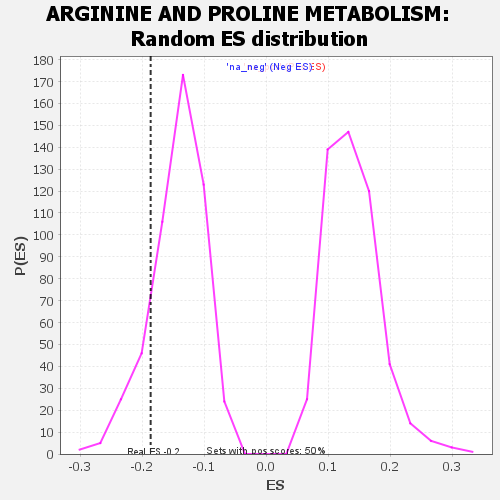 ARGININE AND PROLINE METABOLISM:
Random ES distribution
'na_neg' (Neg ES) ES)
180
170
160
150
140
130
120
110
100
90
80
70
60
50
40
30
20
10
0
P(ES)
Real ES -0.2
Sets with pos scores: 50%
-0.3 -0.2 -0.1 0.0 0.1 0.2 0.3
ES